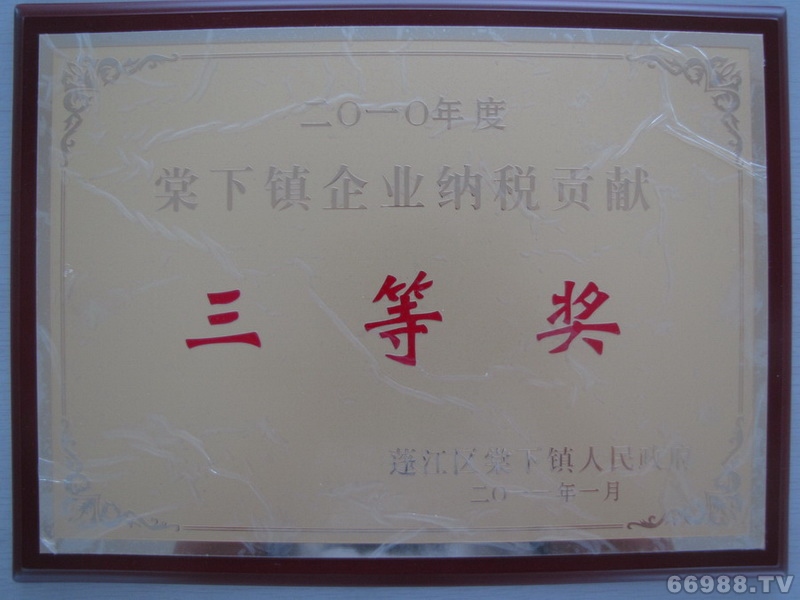 二〇一〇年度
棠下镇企业纳税贡献
三等奖
蓬江区棠下镇人民政府
二〇一一年一月
66988.TV